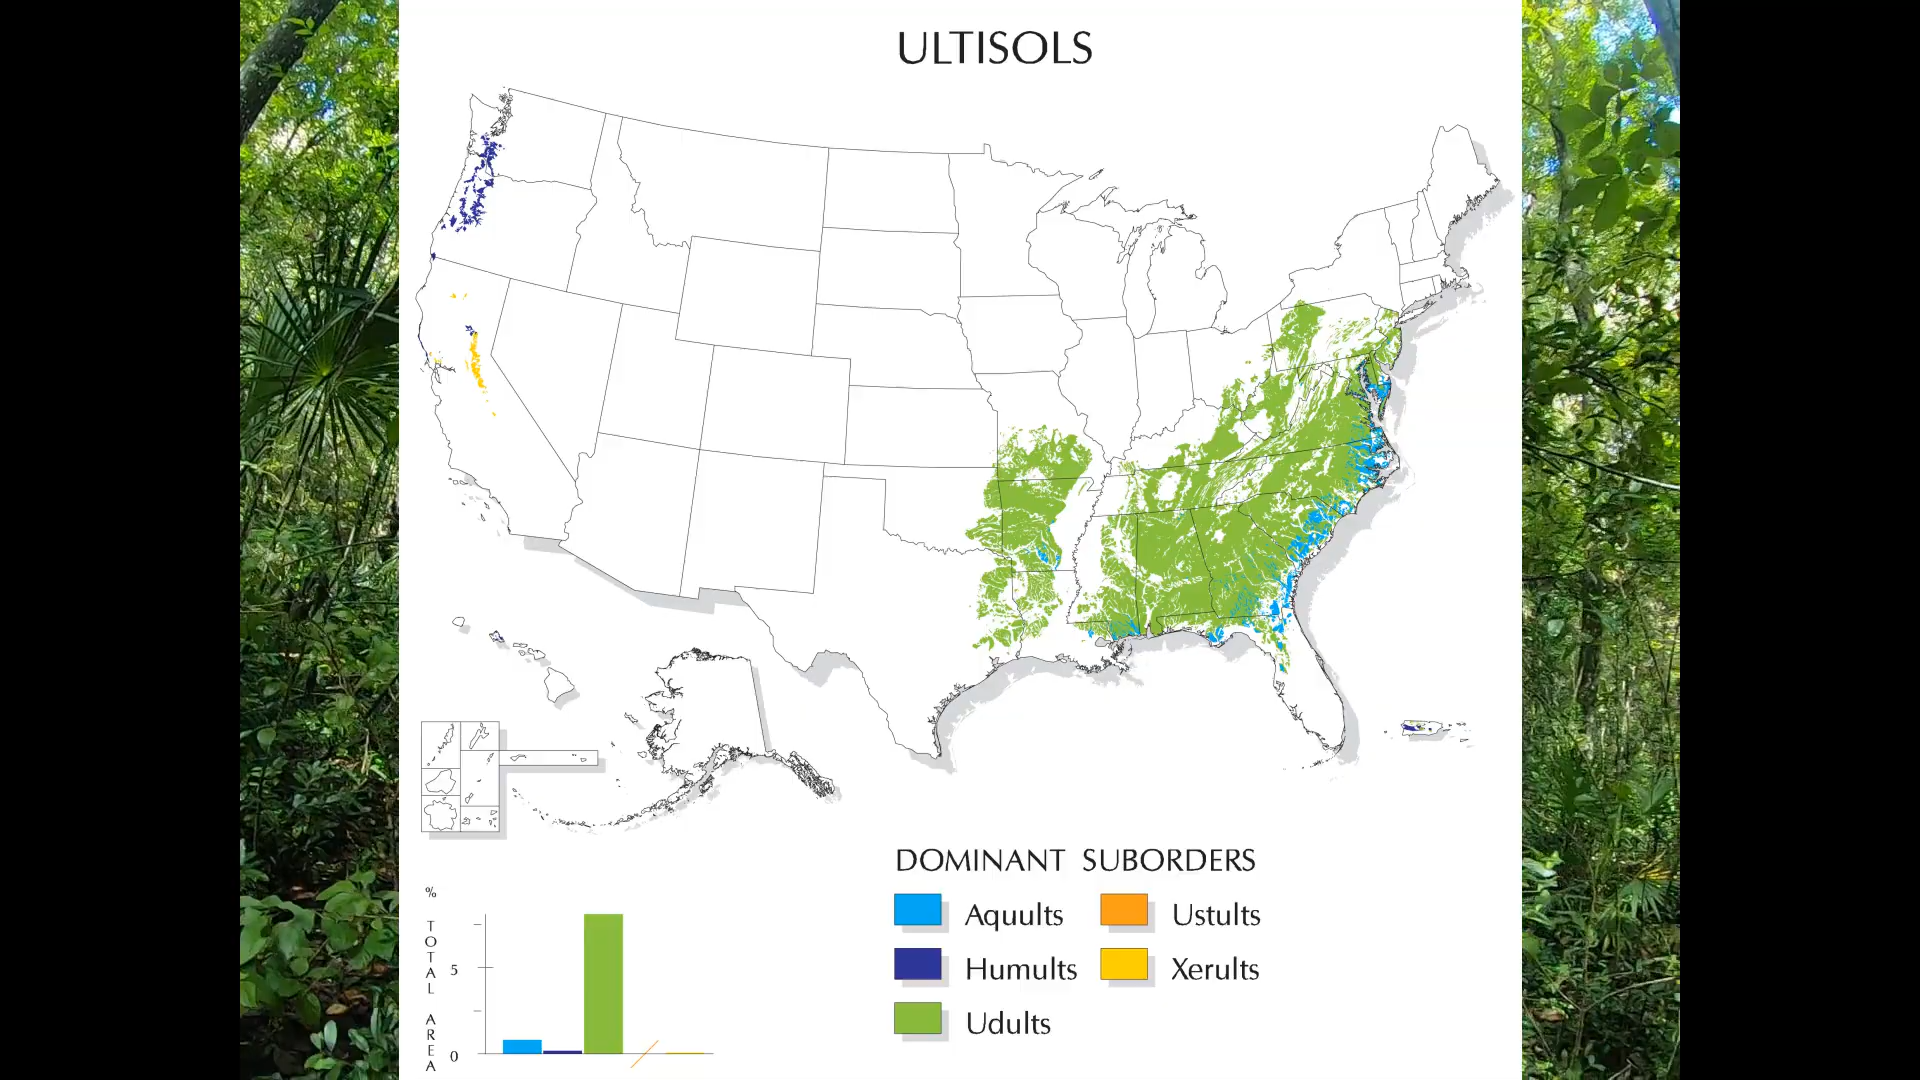 ULTISOLS
DOMINANT SUBORDERS
Aquults
Ustults
Humults
Xerults
Udults
%
TOTAL AREA
5
0